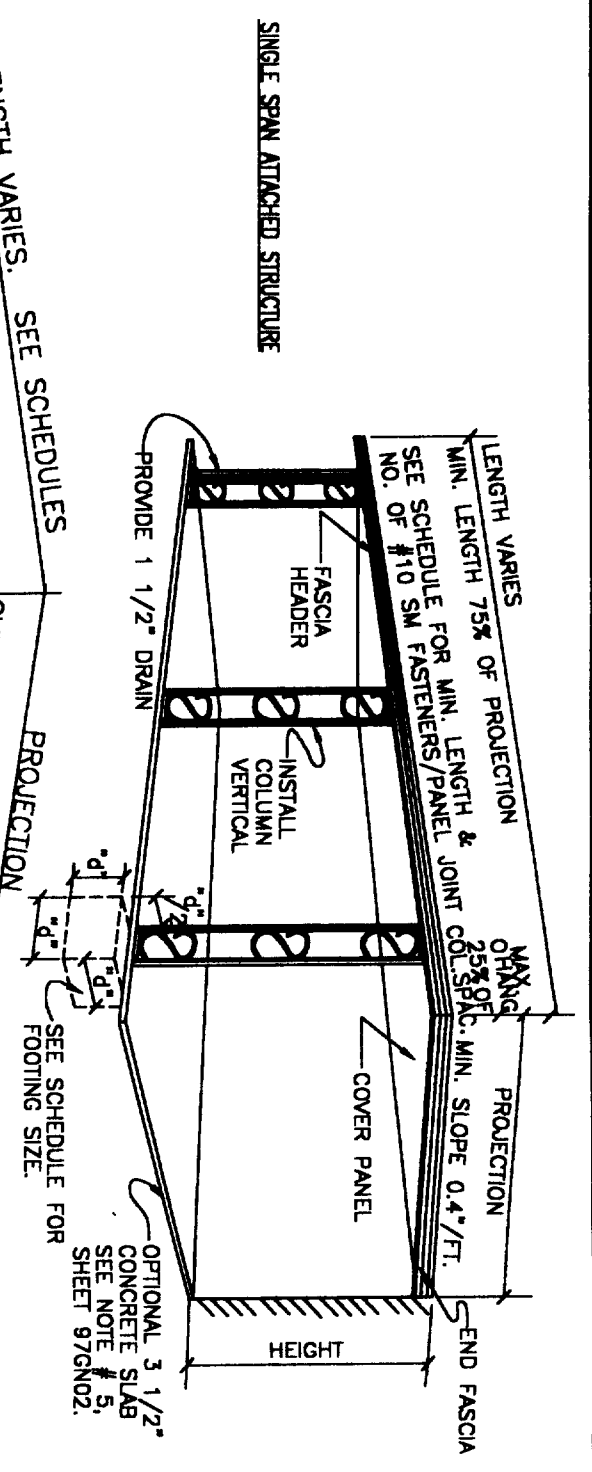 SINGLE SPAN ATTACHED STRUCTURE
LENGTH VARIES
MIN. LENGTH 75% OF PROJECTION
SEE SCHEDULE FOR MIN. LENGTH &
NO. OF #10 SM FASTENERS/PANEL JOINT
MAX
O'HANG
25% OF
COL.SPAC.
MIN. SLOPE 0.4"/FT.
PROJECTION
END FASCIA
FASCIA
HEADER
INSTALL
COLUMN
VERTICAL
COVER PANEL
HEIGHT
PROVIDE 1 1/2" DRAIN
"d"/2
"d"
"d"
"d"
SEE SCHEDULE FOR
FOOTING SIZE.
OPTIONAL 3 1/2"
CONCRETE SLAB
SEE NOTE # 5,
SHEET 97GN02.
VARIES. SEE SCHEDULES
PROJECTION